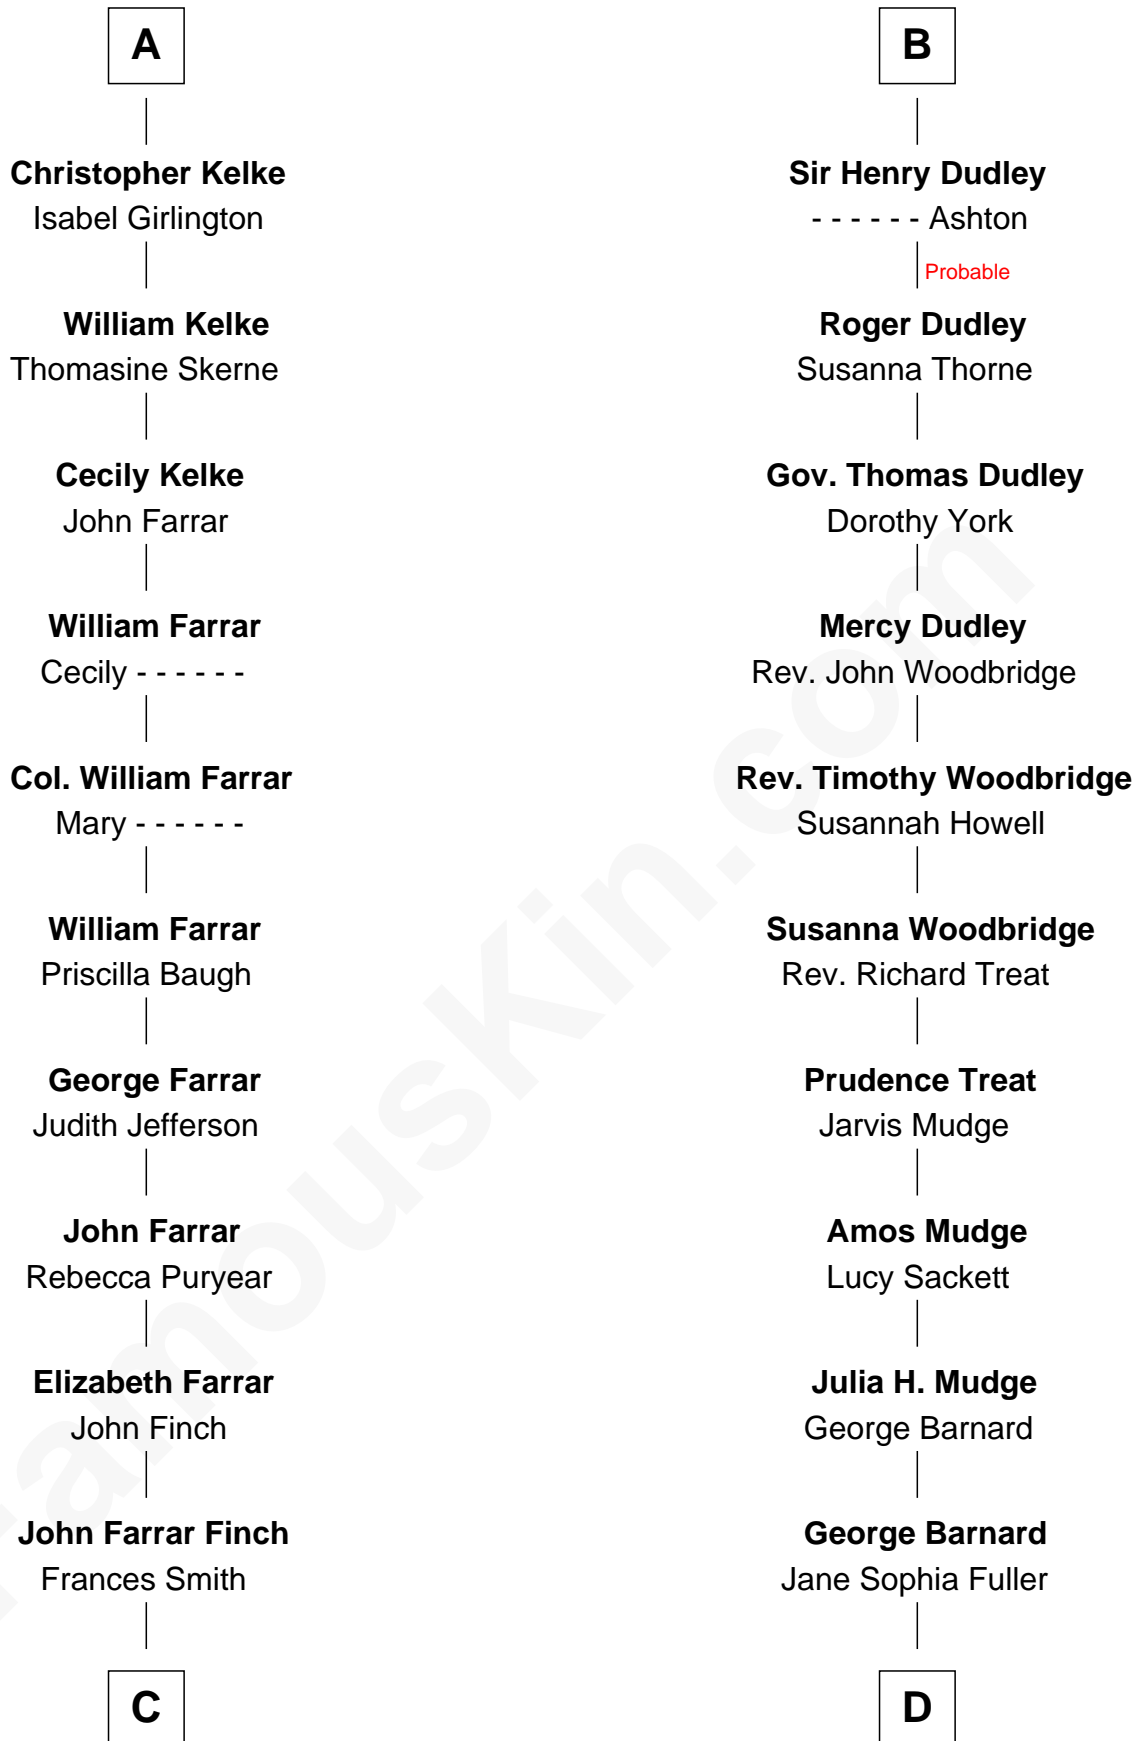 A
Christopher Kelke
Isabel Girlington
William Kelke
Thomasine Skerne
Cecily Kelke
John Farrar
William Farrar
Cecily - - - - - -
Col. William Farrar
Mary - - - - - -
William Farrar
Priscilla Baugh
George Farrar
Judith Jefferson
John Farrar
Rebecca Puryear
Elizabeth Farrar
John Finch
John Farrar Finch
Frances Smith
C
B
Sir Henry Dudley
- - - - - - Ashton
Probable
Roger Dudley
Susanna Thorne
Gov. Thomas Dudley
Dorothy York
Mercy Dudley
Rev. John Woodbridge
Rev. Timothy Woodbridge
Susannah Howell
Susanna Woodbridge
Rev. Richard Treat
Prudence Treat
Jarvis Mudge
Amos Mudge
Lucy Sackett
Julia H. Mudge
George Barnard
George Barnard
Jane Sophia Fuller
D
FamousKin.com